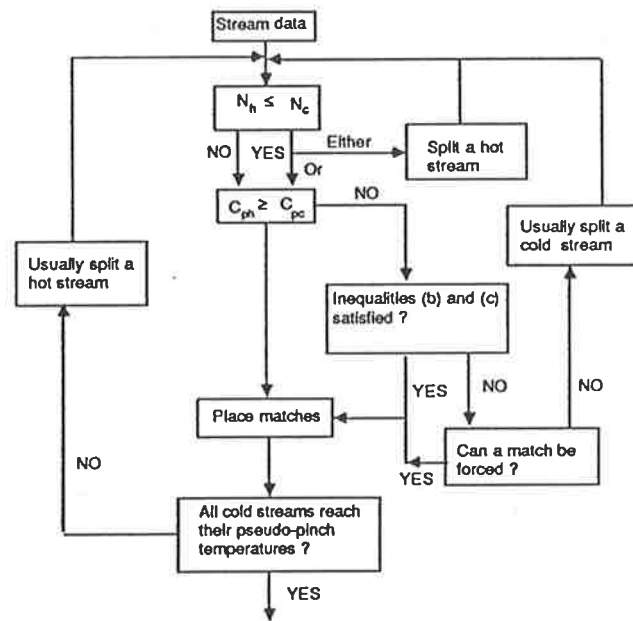 Stream data
N_h ≤ N_c
NO
YES
Either
Or
Split a hot
stream
C_ph ≥ C_pc
NO
Usually split a
hot stream
Usually split a
cold stream
Inequalities (b) and (c)
satisfied ?
YES
NO
Place matches
NO
Can a match be
forced ?
YES
All cold streams reach
their pseudo-pinch
temperatures ?
YES